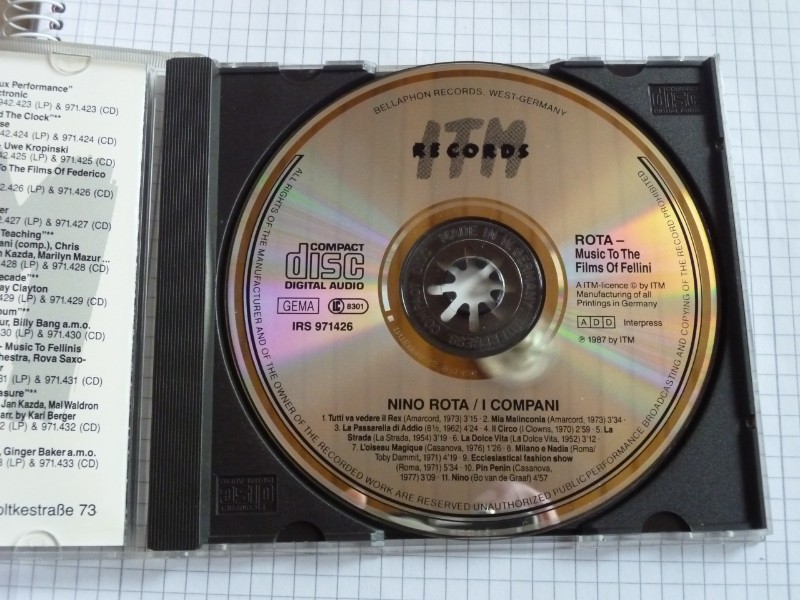 ux Performance"
ectronic
942.423 (LP) & 971.423 (CD)
d The Clock"**
se
2.424 (LP) & 971.424 (CD)
- Uwe Kropinski
2.425 (LP) & 971.425 (CD)
To The Films Of Federico
2.426 (LP) & 971.426 (CD)
er
.427 (LP) & 971.427 (CD)
Teaching"**
ani (comp.), Chris
n Kazda, Marilyn Mazur ...
428 (LP) & 971.428 (CD)
ecade"**
ay Clayton
429 (LP) & 971.429 (CD)
bum"**
ur, Billy Bang a.m.o.
30 (LP) & 971.430 (CD)
- Music To Fellinis
hestra, Rova Saxo-
r
31 (LP) & 971.431 (CD)
easure"**
Jan Kazda, Mal Waldron
arr. by Karl Berger
2 (LP) & 971.432 (CD)
, Ginger Baker a.m.o.
3 (LP) & 971.433 (CD)
oltkestraße 73
BELLAPHON RECORDS, WEST-GERMANY
ITM
RECORDS
ALL RIGHTS OF THE MANUFACTURER AND OF THE OWNER OF THE RECORDED WORK ARE RESERVED UNAUTHORIZED PUBLIC PERFORMANCE BROADCASTING AND COPYING OF THE RECORD PROHIBITED
COMPACT
disc
DIGITAL AUDIO
GEMA LC 8301
IRS 971426
MADE IN W. GERMANY
ROTA –
Music To The
Films Of Fellini
A ITM-licence © by ITM
Manufacturing of all
Printings in Germany
A D D Interpress
℗ 1987 by ITM
NINO ROTA / I COMPANI
1. Tutti va vedere il Rex (Amarcord, 1973) 3'15 · 2. Mia Malinconia (Amarcord, 1973) 3'34 ·
3. La Passarella di Addio (8½, 1962) 4'24 · 4. Il Circo (I Clowns, 1970) 2'59 · 5. La
Strada (La Strada, 1954) 3'19 · 6. La Dolce Vita (La Dolce Vita, 1952) 3'12 ·
7. L'oiseau Magique (Casanova, 1976) 1'26 · 8. Milano e Nadia (Roma/
Toby Dammit, 1971) 4'19 · 9. Ecclesiastical fashion show
(Roma, 1971) 5'34 · 10. Pin Penin (Casanova,
1977) 3'09 · 11. Nino (Bo van de Graaf) 4'57